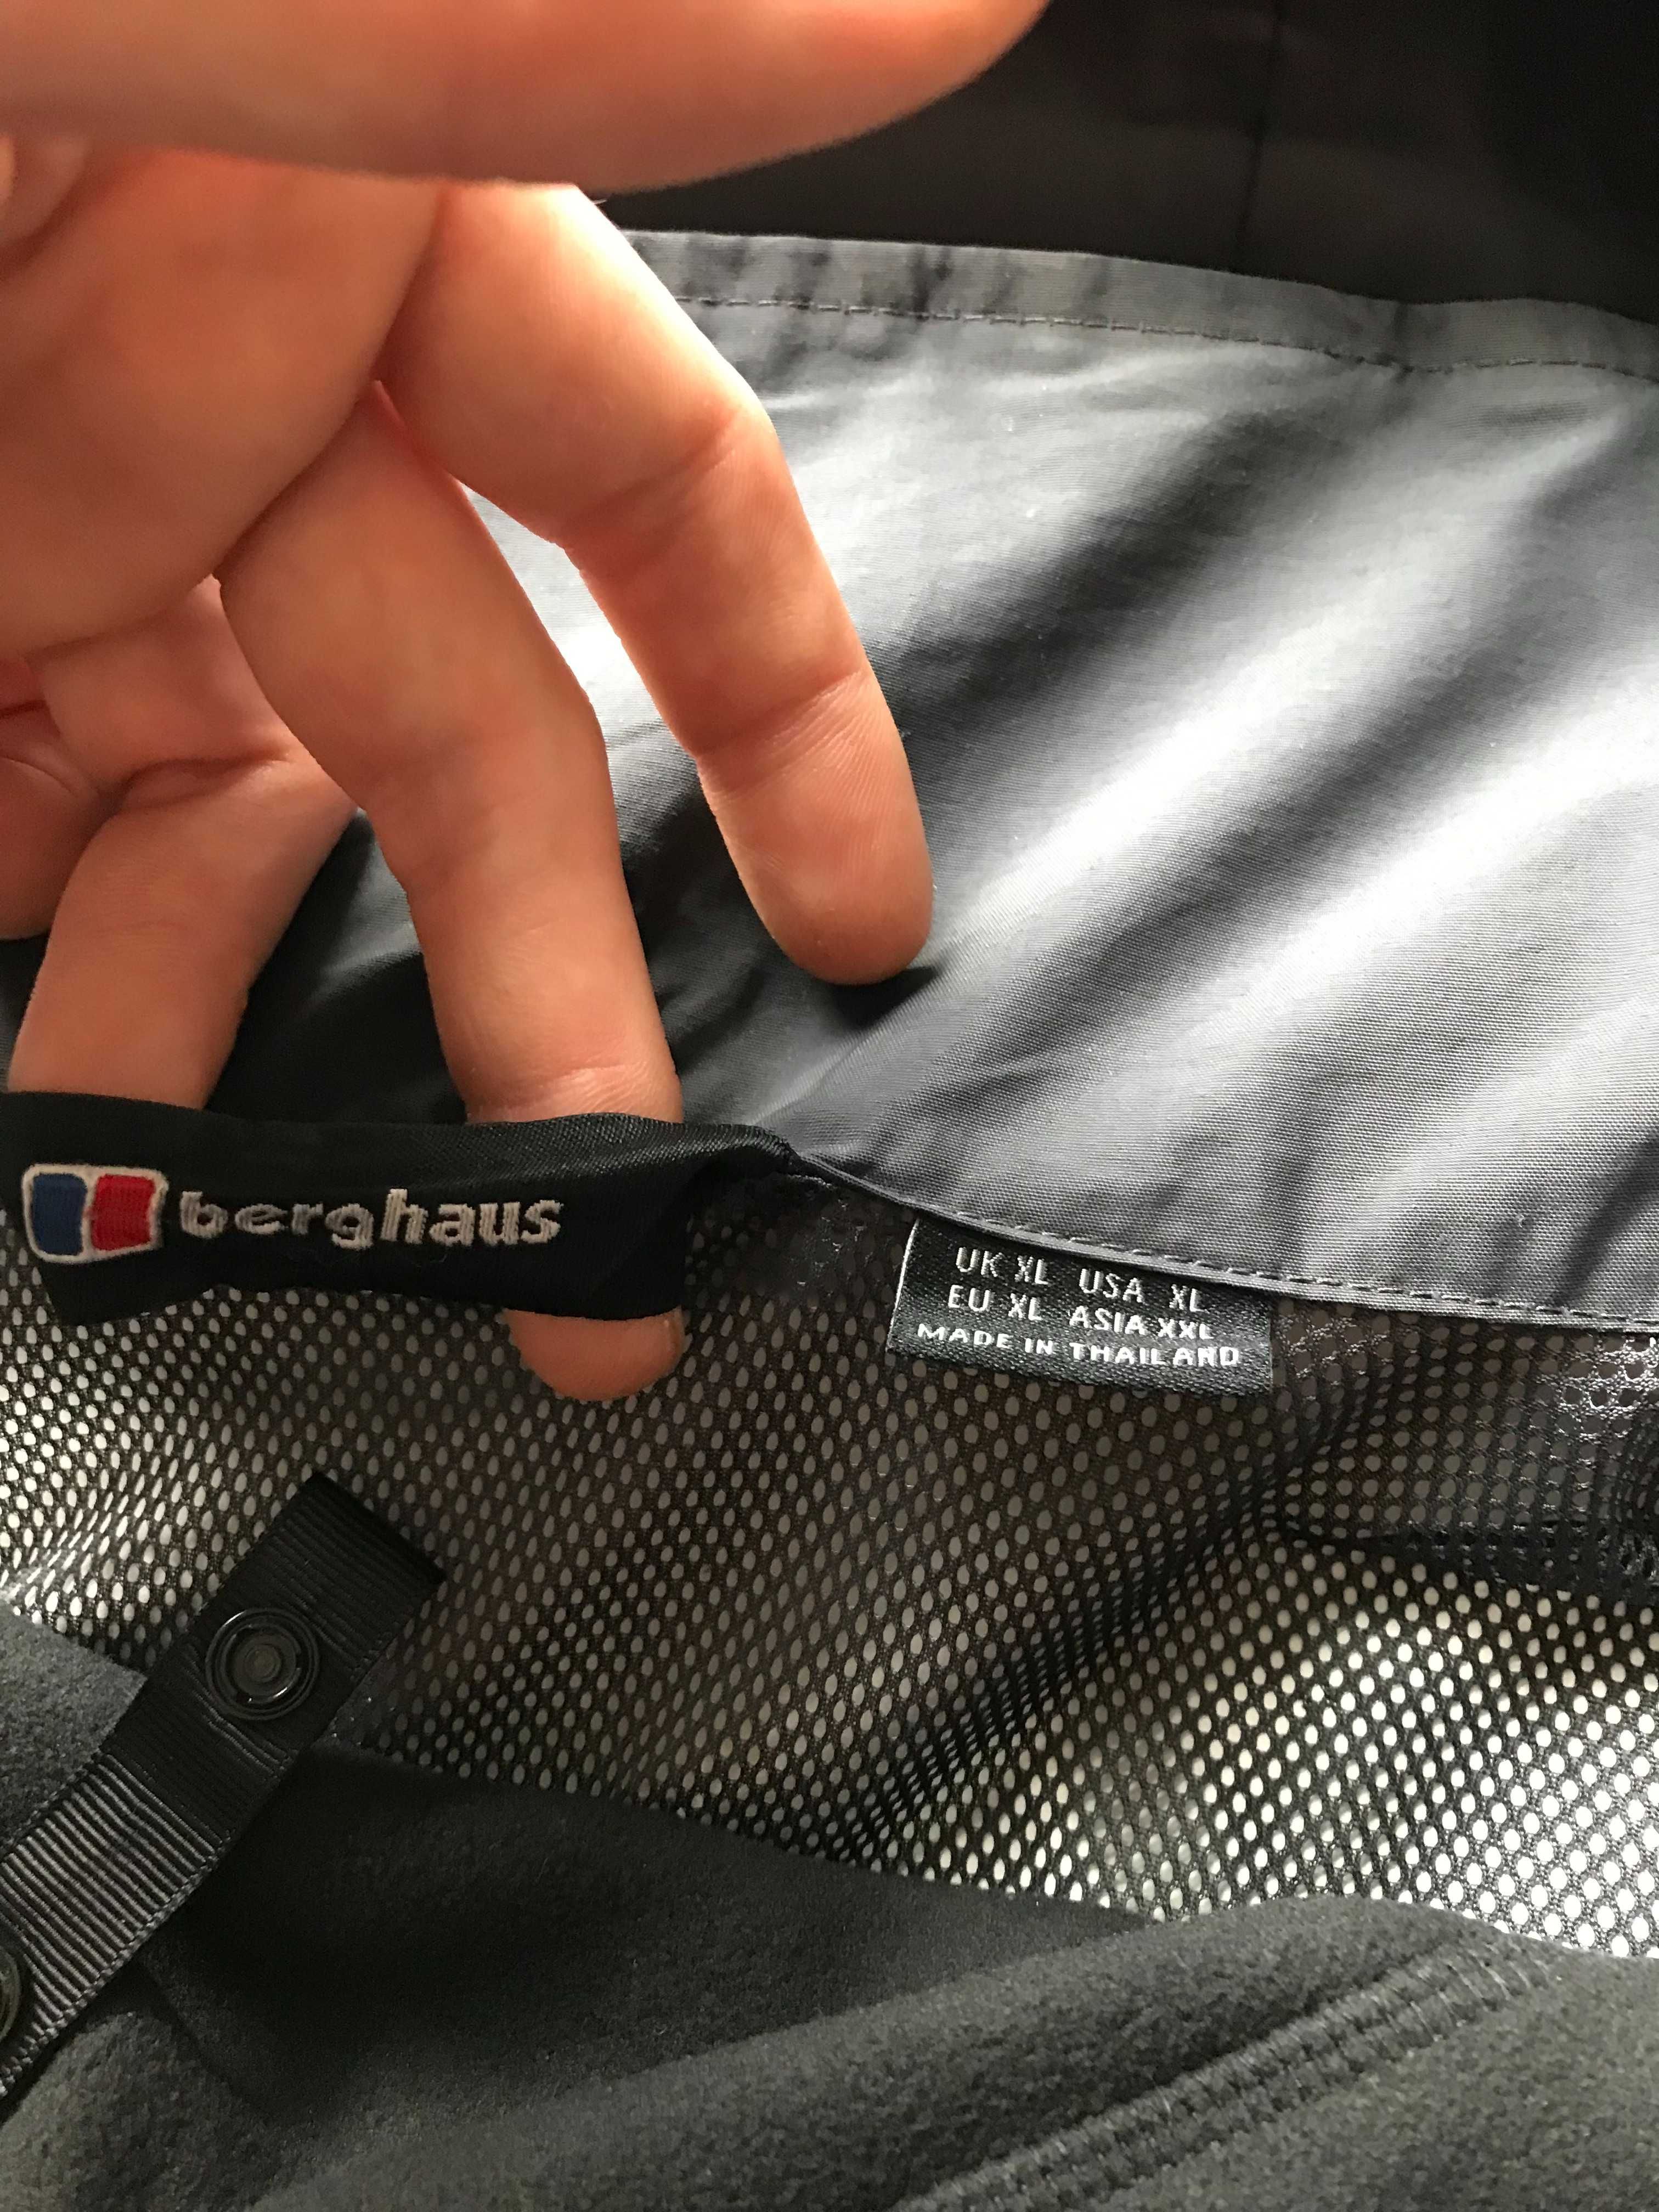 berghaus
UK XL USA XL
EU XL ASIA XXL
MADE IN THAILAND